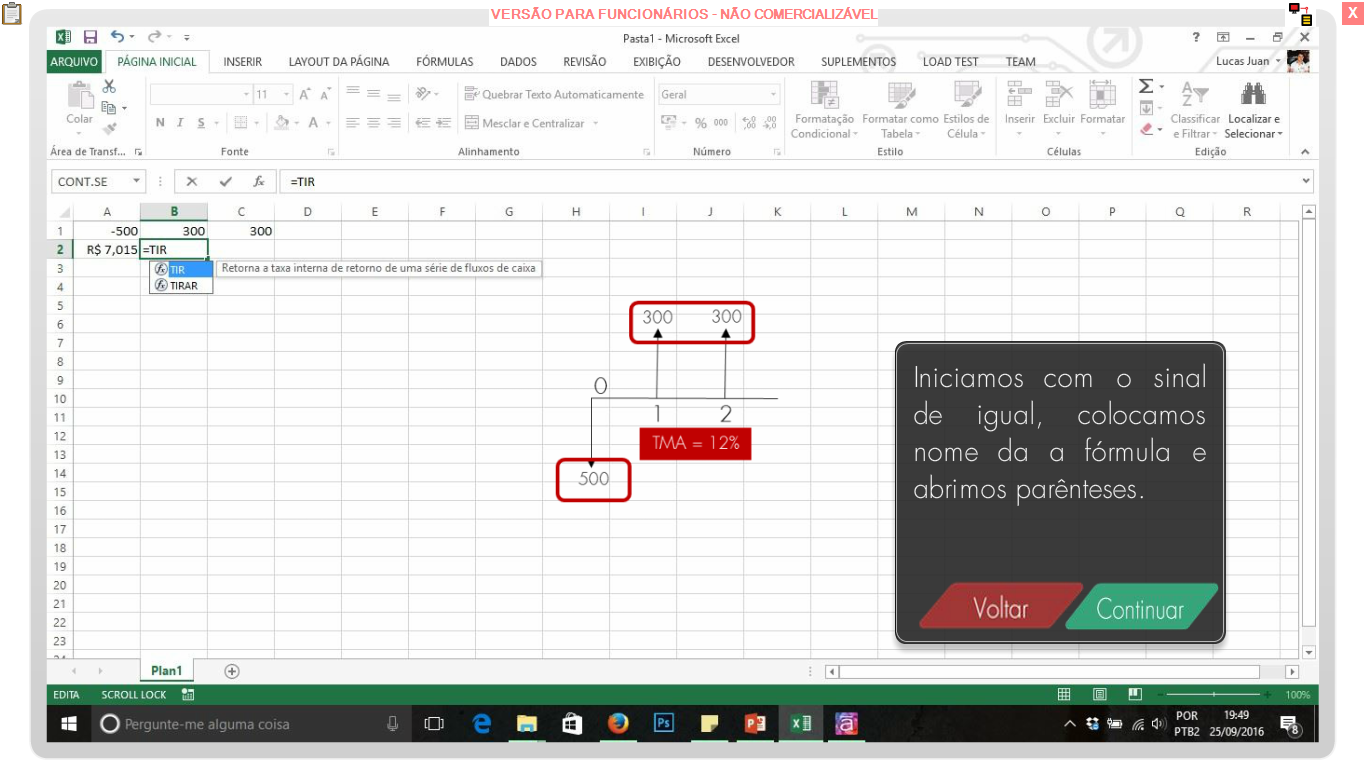 VERSÃO PARA FUNCIONÁRIOS - NÃO COMERCIALIZÁVEL
X
Pasta1 - Microsoft Excel
?
ARQUIVO PÁGINA INICIAL INSERIR LAYOUT DA PÁGINA FÓRMULAS DADOS REVISÃO EXIBIÇÃO DESENVOLVEDOR SUPLEMENTOS LOAD TEST TEAM Lucas Juan
11 A A Quebrar Texto Automaticamente Geral
Colar N I S A Mesclar e Centralizar % 000 Formatação Condicional Formatar como Tabela Estilos de Célula Inserir Excluir Formatar Classificar e Filtrar Localizar e Selecionar
Área de Transf... Fonte Alinhamento Número Estilo Células Edição
CONT.SE fx =TIR
A B C D E F G H I J K L M N O P Q R
1 -500 300 300
2 R$ 7,015 =TIR
3 TIR Retorna a taxa interna de retorno de uma série de fluxos de caixa
4 TIRAR
5
6
7
8
9
10
11
12
13
14
15
16
17
18
19
20
21
22
23
24
300 300
0
1 2
TMA = 12%
500
Iniciamos com o sinal
de igual, colocamos
nome da a fórmula e
abrimos parênteses.
Voltar Continuar
Plan1
EDITA SCROLL LOCK 100%
Pergunte-me alguma coisa
Ps
POR 19:49
PTB2 25/09/2016 8